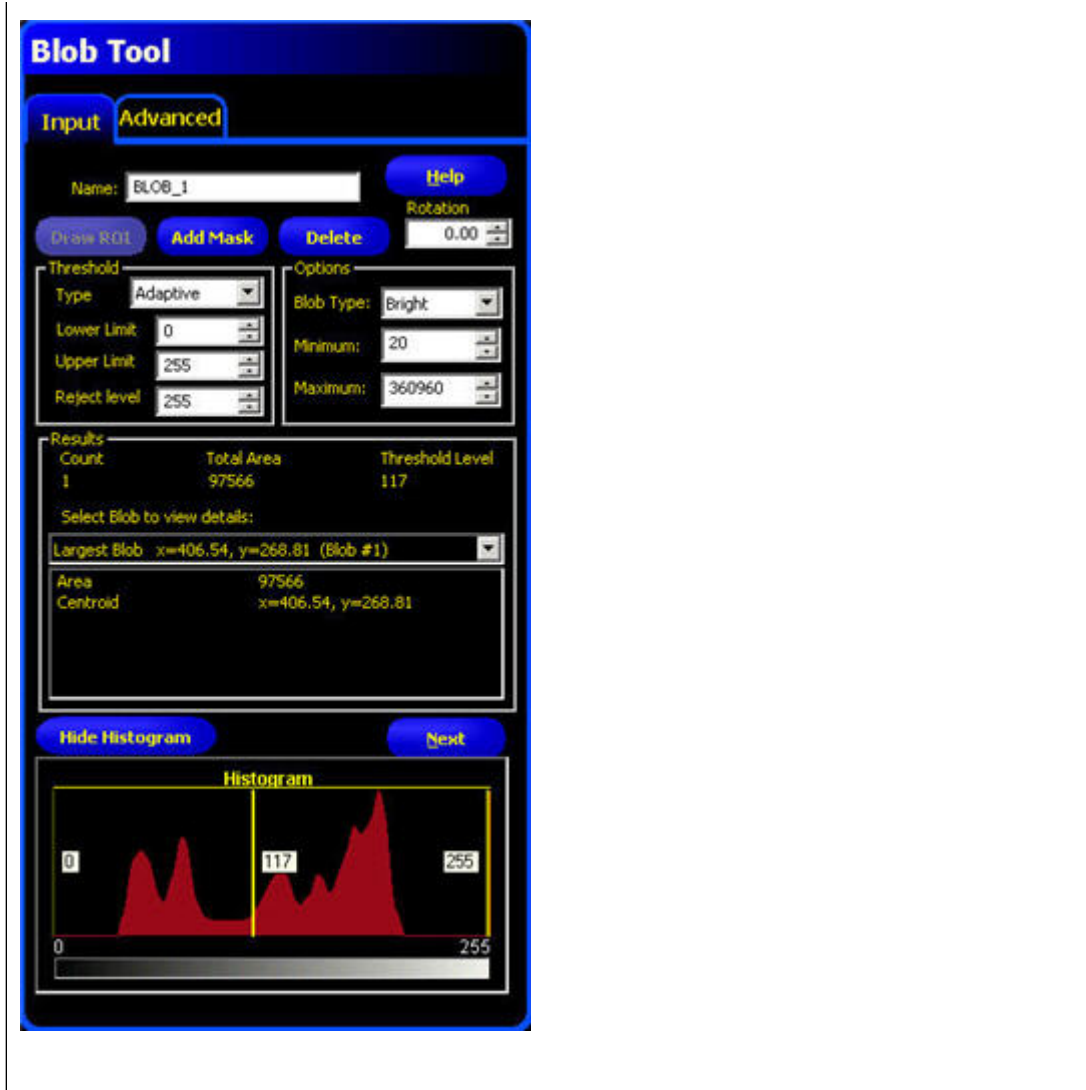 Blob Tool
Input Advanced
Name: BLOB_1 Help
Rotation
Draw ROI Add Mask Delete 0.00
Threshold Options
Type Adaptive Blob Type: Bright
Lower Limit 0 Minimum: 20
Upper Limit 255 Maximum: 360960
Reject level 255
Results
Count Total Area Threshold Level
1 97566 117
Select Blob to view details:
Largest Blob x=406.54, y=268.81 (Blob #1)
Area 97566
Centroid x=406.54, y=268.81
Hide Histogram Next
Histogram
0 117 255
0 255